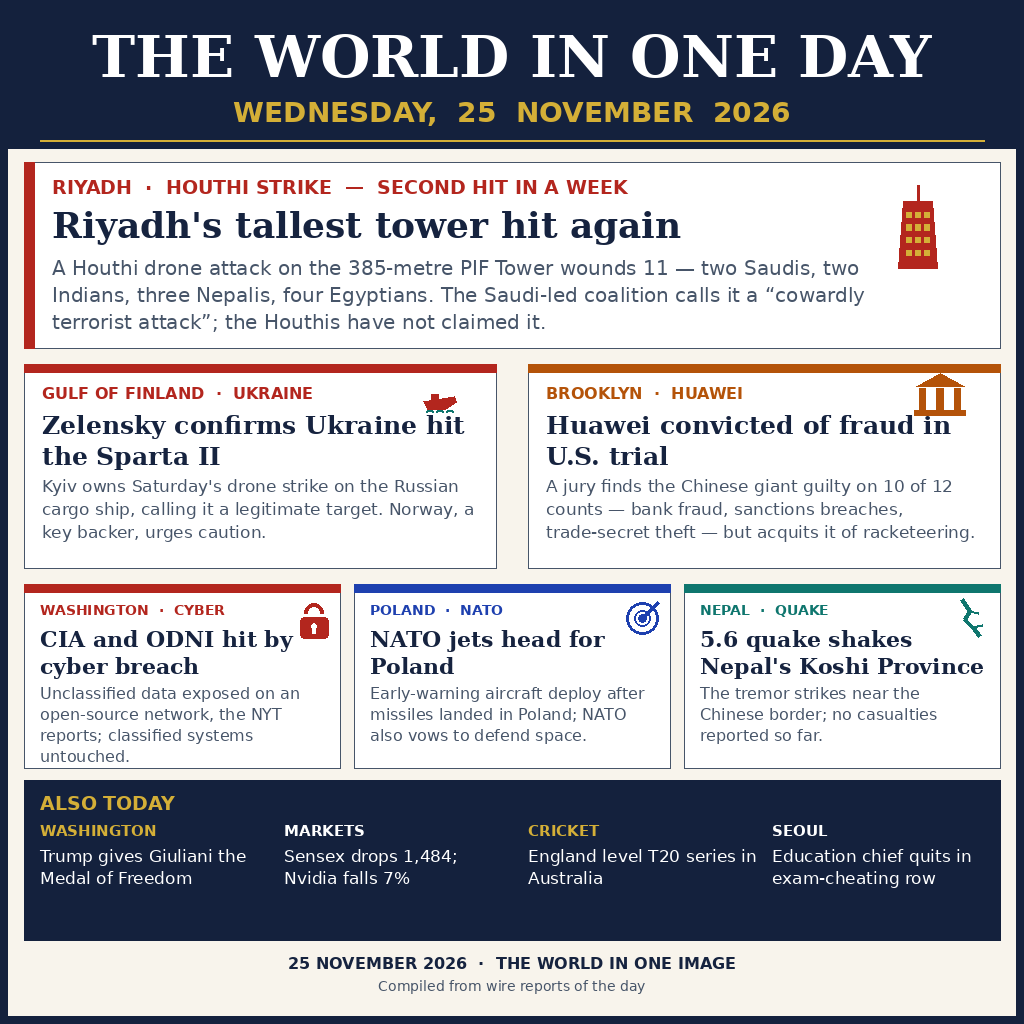 THE WORLD IN ONE DAY
WEDNESDAY, 25 NOVEMBER 2026
RIYADH · HOUTHI STRIKE — SECOND HIT IN A WEEK
Riyadh's tallest tower hit again
A Houthi drone attack on the 385-metre PIF Tower wounds 11 — two Saudis, two
Indians, three Nepalis, four Egyptians. The Saudi-led coalition calls it a “cowardly
terrorist attack”; the Houthis have not claimed it.
GULF OF FINLAND · UKRAINE
Zelensky confirms Ukraine hit
the Sparta II
Kyiv owns Saturday's drone strike on the Russian
cargo ship, calling it a legitimate target. Norway, a
key backer, urges caution.
BROOKLYN · HUAWEI
Huawei convicted of fraud in
U.S. trial
A jury finds the Chinese giant guilty on 10 of 12
counts — bank fraud, sanctions breaches,
trade-secret theft — but acquits it of racketeering.
WASHINGTON · CYBER
CIA and ODNI hit by
cyber breach
Unclassified data exposed on an
open-source network, the NYT
reports; classified systems
untouched.
POLAND · NATO
NATO jets head for
Poland
Early-warning aircraft deploy after
missiles landed in Poland; NATO
also vows to defend space.
NEPAL · QUAKE
5.6 quake shakes
Nepal's Koshi Province
The tremor strikes near the
Chinese border; no casualties
reported so far.
ALSO TODAY
WASHINGTON
Trump gives Giuliani the
Medal of Freedom
MARKETS
Sensex drops 1,484;
Nvidia falls 7%
CRICKET
England level T20 series in
Australia
SEOUL
Education chief quits in
exam-cheating row
25 NOVEMBER 2026 · THE WORLD IN ONE IMAGE
Compiled from wire reports of the day